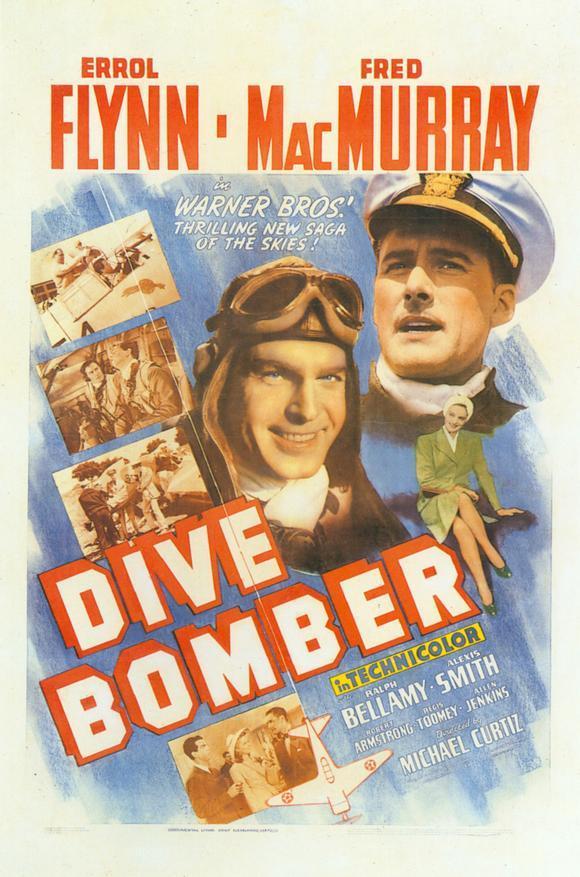 ERROL FRED
FLYNN · MacMURRAY
in
WARNER BROS.'
THRILLING NEW SAGA
OF THE SKIES!
DIVE
BOMBER
in TECHNICOLOR
RALPH ALEXIS
BELLAMY · SMITH
ROBERT REGIS ALLEN
ARMSTRONG · TOOMEY · JENKINS
Directed by
MICHAEL CURTIZ